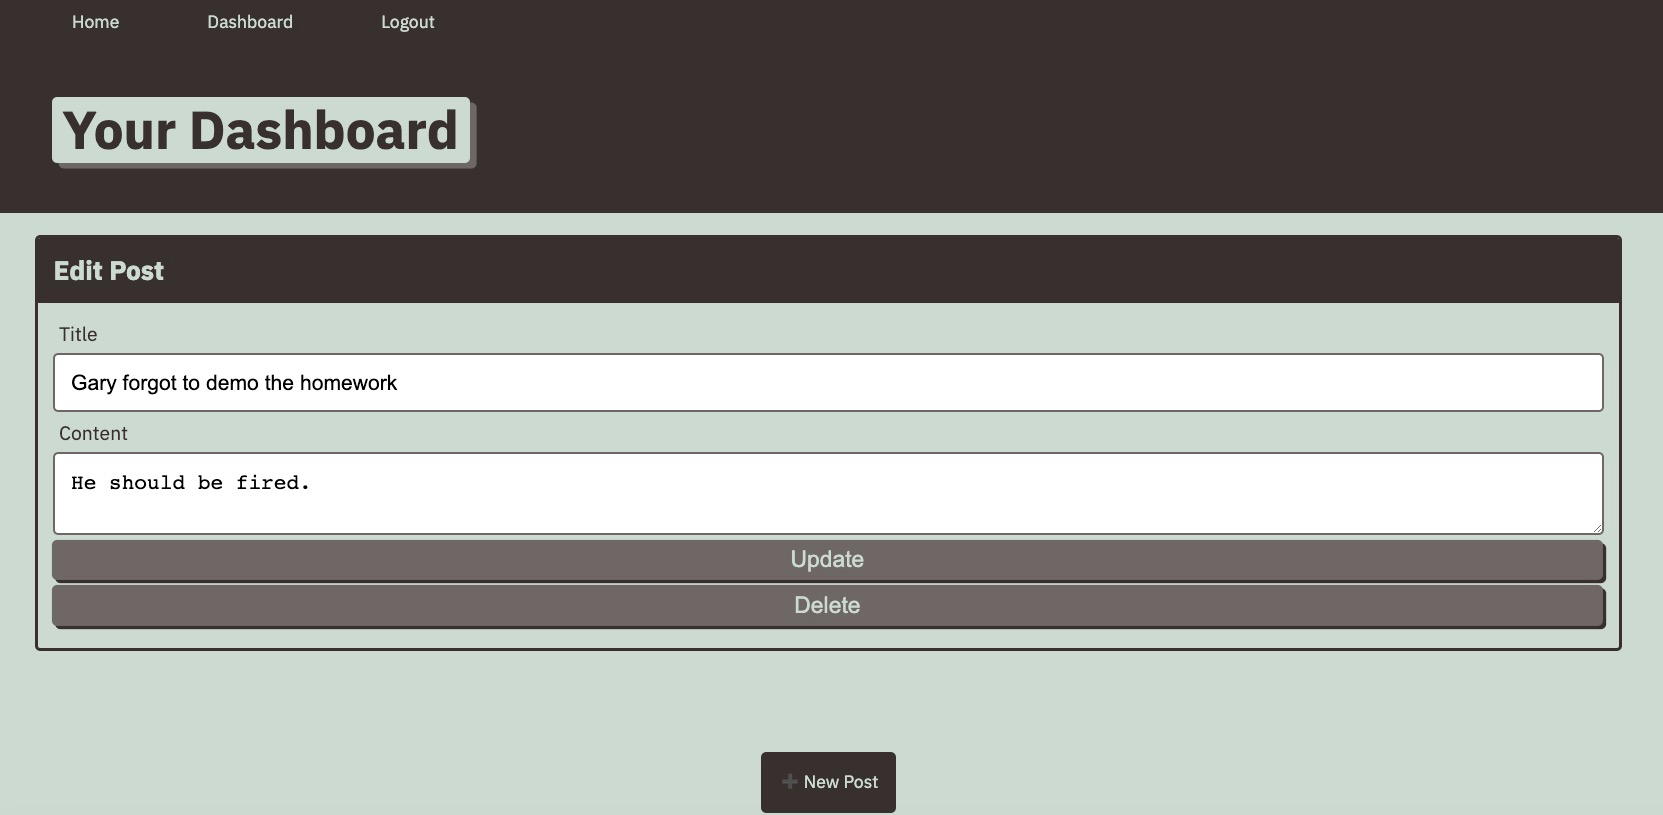 Home Dashboard Logout
Your Dashboard
Edit Post
Title
Gary forgot to demo the homework
Content
He should be fired.
Update
Delete
➕ New Post